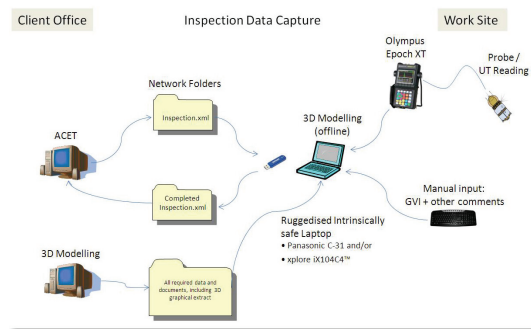 Client Office
Inspection Data Capture
Work Site
Olympus
Epoch XT
Probe /
UT Reading
Network Folders
Inspection.xml
3D Modelling
(offline)
ACET
Completed
Inspection.xml
Manual input:
GVI + other comments
Ruggedised Intrinsically
safe Laptop
• Panasonic C-31 and/or
• xplore iX104C4™
3D Modelling
All required data and
documents, including 3D
graphical extract